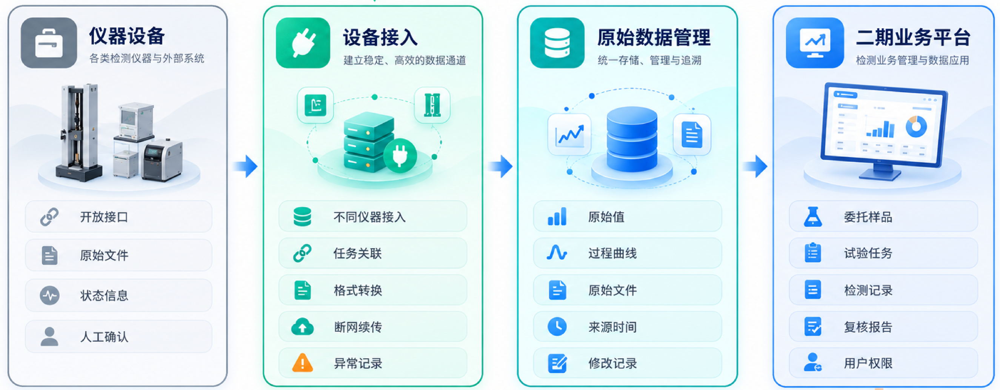 仪器设备
各类检测仪器与外部系统
开放接口
原始文件
状态信息
人工确认
设备接入
建立稳定、高效的数据通道
不同仪器接入
任务关联
格式转换
断网续传
异常记录
原始数据管理
统一存储、管理与追溯
原始值
过程曲线
原始文件
来源时间
修改记录
二期业务平台
检测业务管理与数据应用
委托样品
试验任务
检测记录
复核报告
用户权限